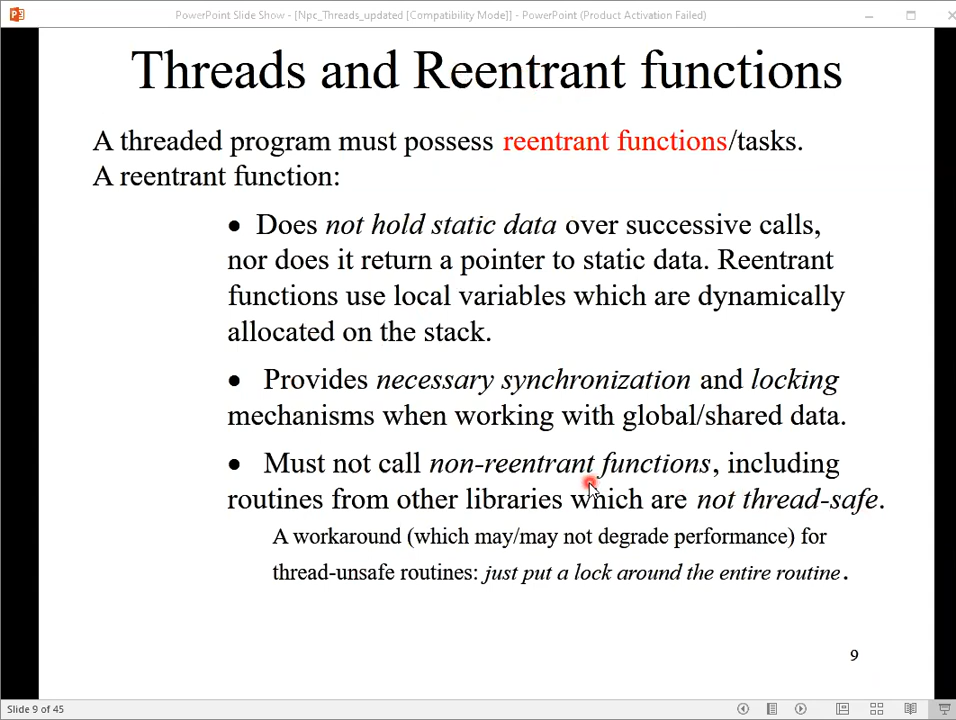 PowerPoint Slide Show - [Npc_Threads_updated [Compatibility Mode]] - PowerPoint (Product Activation Failed)
Threads and Reentrant functions
A threaded program must possess reentrant functions/tasks.
A reentrant function:
• Does not hold static data over successive calls,
nor does it return a pointer to static data. Reentrant
functions use local variables which are dynamically
allocated on the stack.
• Provides necessary synchronization and locking
mechanisms when working with global/shared data.
• Must not call non-reentrant functions, including
routines from other libraries which are not thread-safe.
A workaround (which may/may not degrade performance) for
thread-unsafe routines: just put a lock around the entire routine.
9
Slide 9 of 45